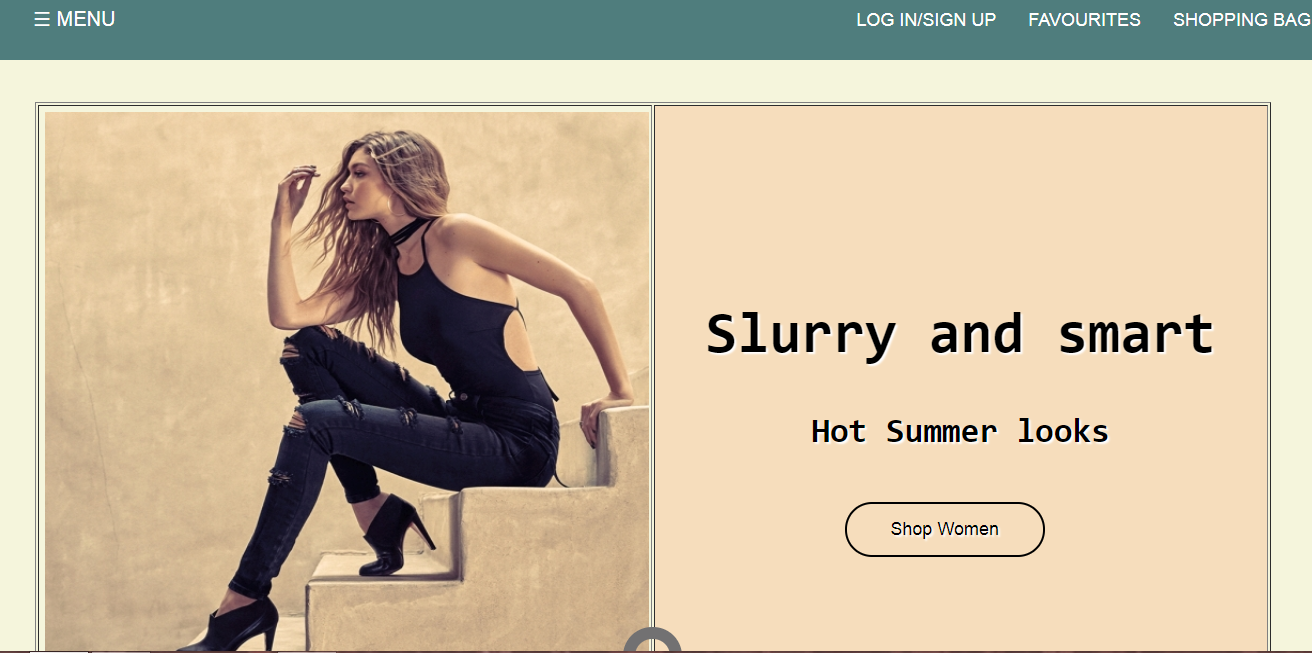 ☰ MENU
LOG IN/SIGN UP FAVOURITES SHOPPING BAG
Slurry and smart
Hot Summer looks
Shop Women